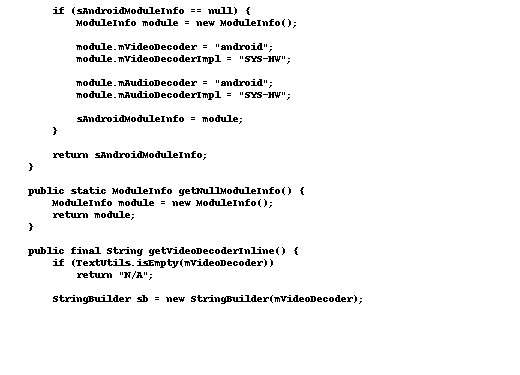 if (sAndroidModuleInfo == null) {
ModuleInfo module = new ModuleInfo();
module.mVideoDecoder = "android";
module.mVideoDecoderImpl = "SYS-HW";
module.mAudioDecoder = "android";
module.mAudioDecoderImpl = "SYS-HW";
sAndroidModuleInfo = module;
}
return sAndroidModuleInfo;
}
public static ModuleInfo getNullModuleInfo() {
ModuleInfo module = new ModuleInfo();
return module;
}
public final String getVideoDecoderInline() {
if (TextUtils.isEmpty(mVideoDecoder))
return "N/A";
StringBuilder sb = new StringBuilder(mVideoDecoder);